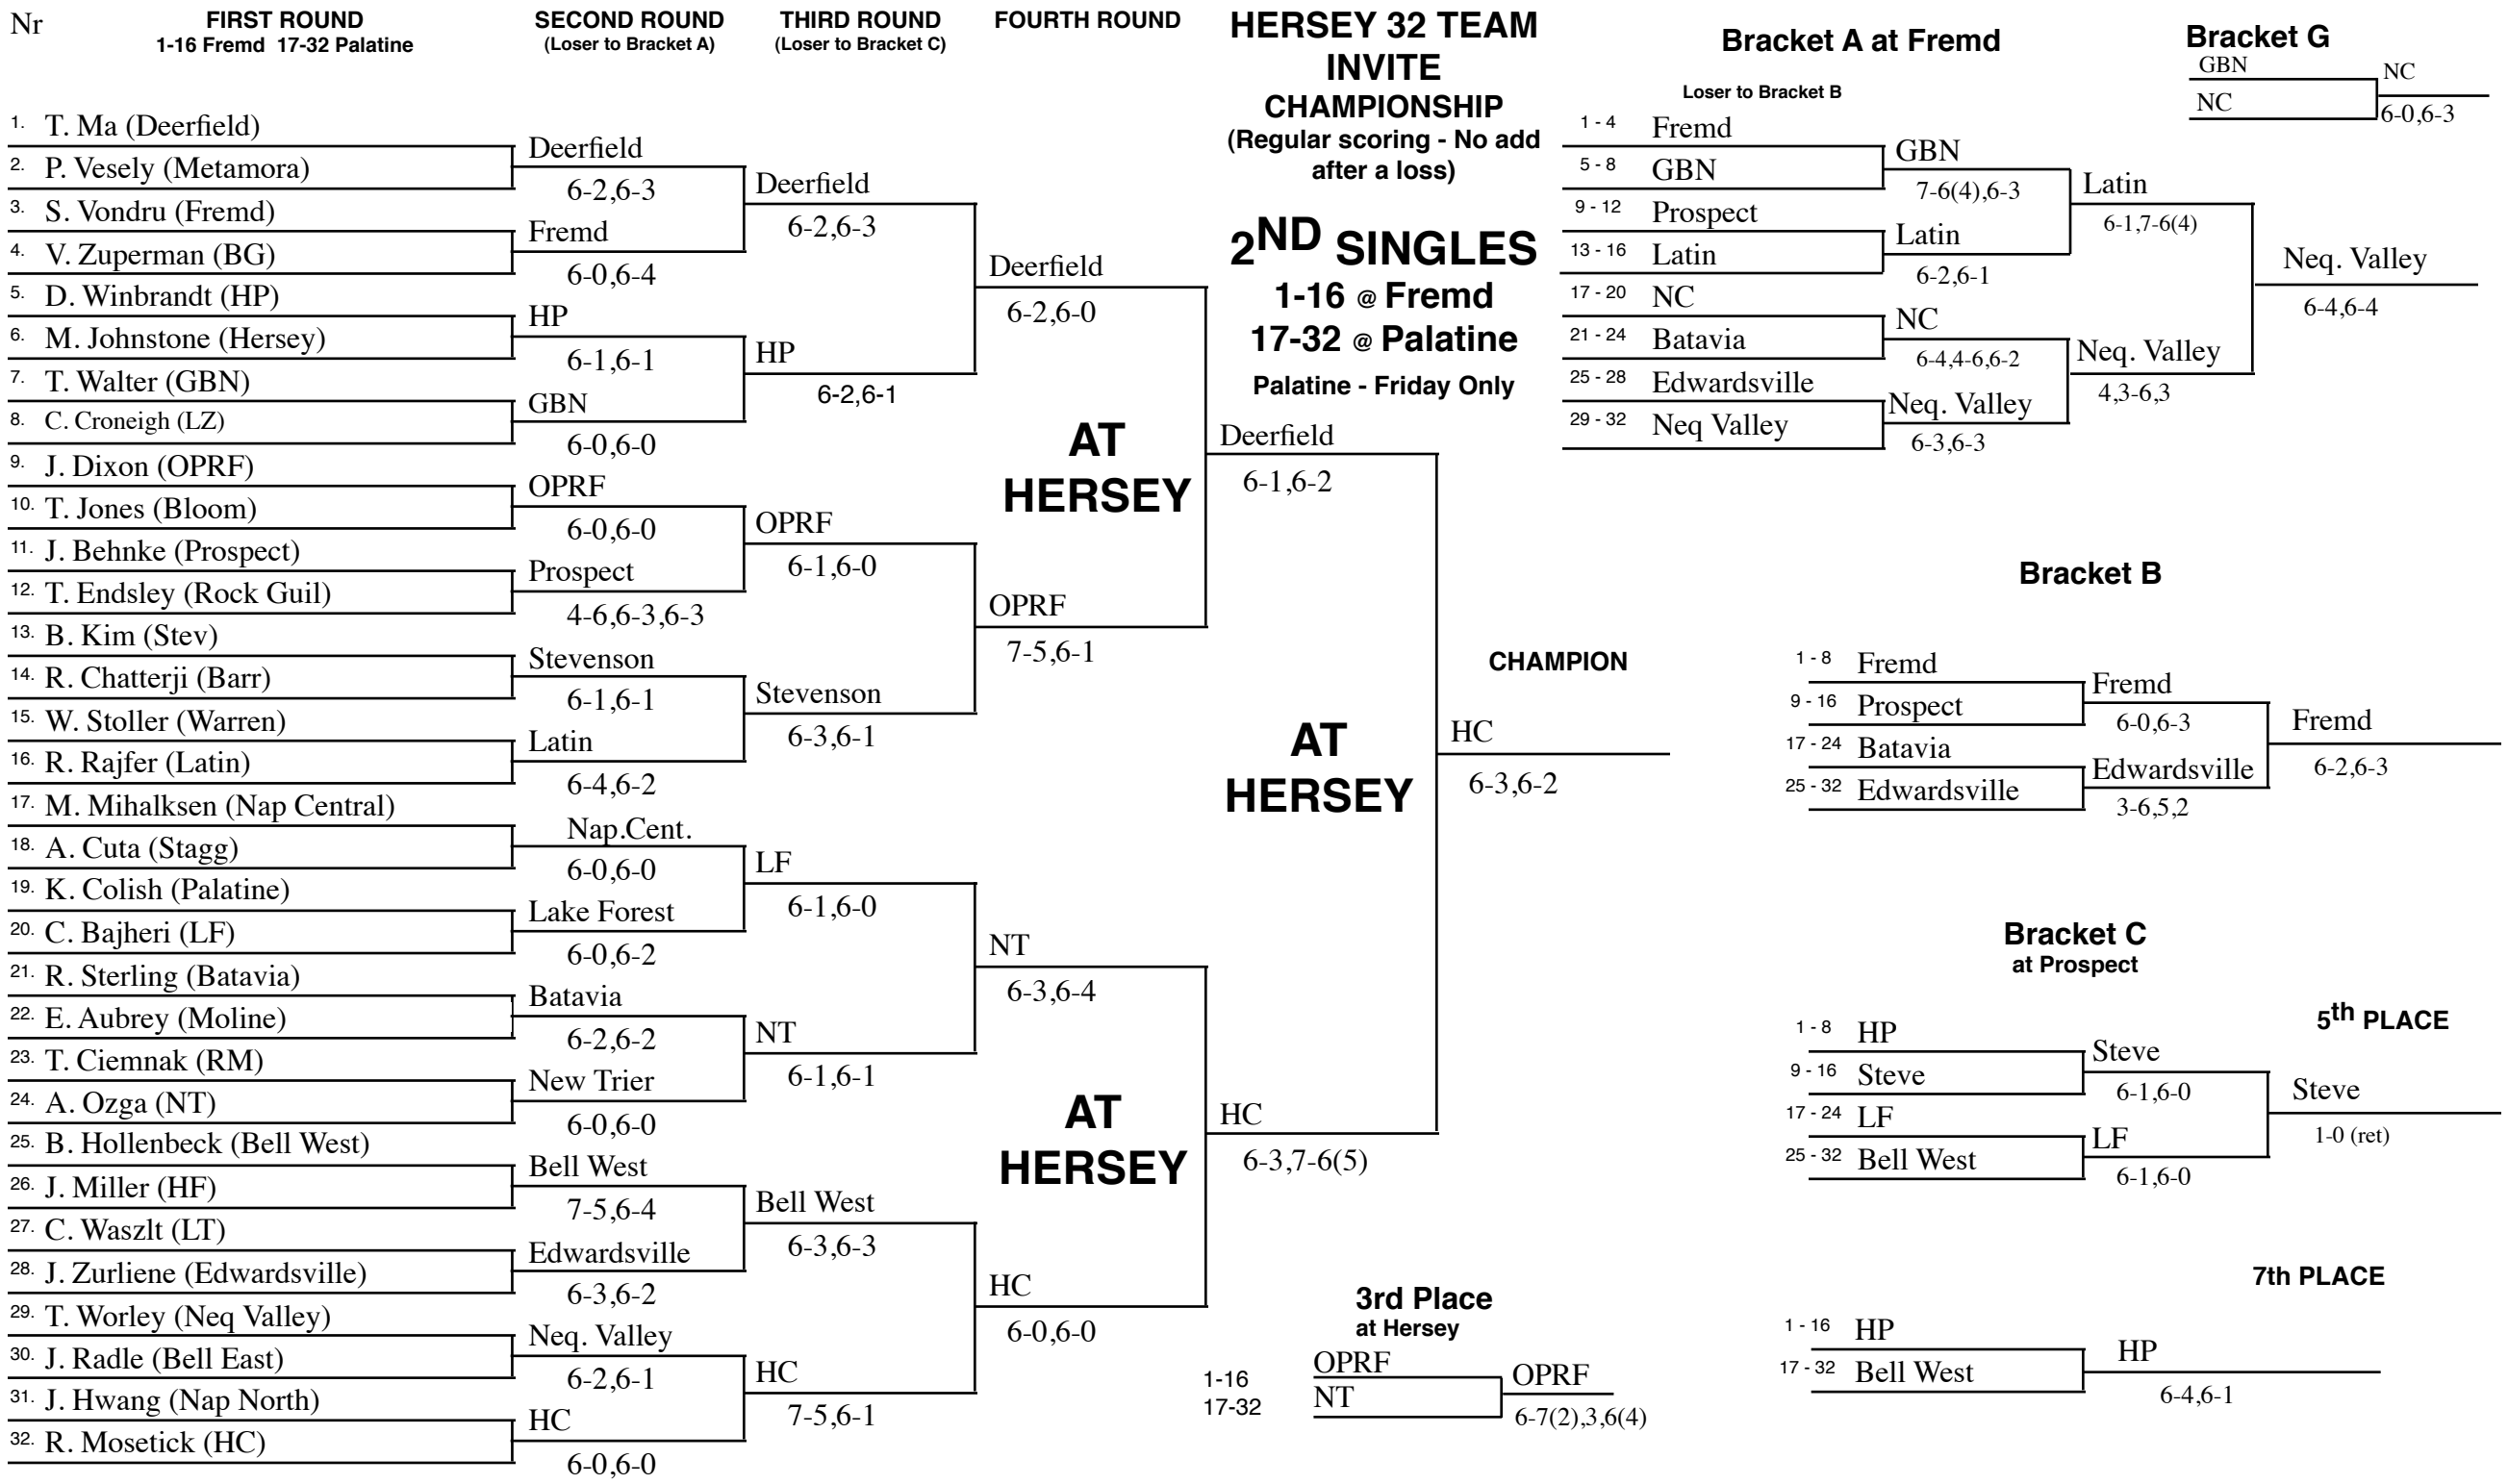 Nr
FIRST ROUND
1-16 Fremd 17-32 Palatine
SECOND ROUND
(Loser to Bracket A)
THIRD ROUND
(Loser to Bracket C)
FOURTH ROUND
1. T. Ma (Deerfield)
2. P. Vesely (Metamora)
3. S. Vondru (Fremd)
4. V. Zuperman (BG)
5. D. Winbrandt (HP)
6. M. Johnstone (Hersey)
7. T. Walter (GBN)
8. C. Croneigh (LZ)
9. J. Dixon (OPRF)
10. T. Jones (Bloom)
11. J. Behnke (Prospect)
12. T. Endsley (Rock Guil)
13. B. Kim (Stev)
14. R. Chatterji (Barr)
15. W. Stoller (Warren)
16. R. Rajfer (Latin)
17. M. Mihalksen (Nap Central)
18. A. Cuta (Stagg)
19. K. Colish (Palatine)
20. C. Bajheri (LF)
21. R. Sterling (Batavia)
22. E. Aubrey (Moline)
23. T. Ciemnak (RM)
24. A. Ozga (NT)
25. B. Hollenbeck (Bell West)
26. J. Miller (HF)
27. C. Waszlt (LT)
28. J. Zurliene (Edwardsville)
29. T. Worley (Neq Valley)
30. J. Radle (Bell East)
31. J. Hwang (Nap North)
32. R. Mosetick (HC)
Deerfield
6-2,6-3
Fremd
6-0,6-4
HP
6-1,6-1
GBN
6-0,6-0
OPRF
6-0,6-0
Prospect
4-6,6-3,6-3
Stevenson
6-1,6-1
Latin
6-4,6-2
Nap.Cent.
6-0,6-0
Lake Forest
6-0,6-2
Batavia
6-2,6-2
New Trier
6-0,6-0
Bell West
7-5,6-4
Edwardsville
6-3,6-2
Neq. Valley
6-2,6-1
HC
6-0,6-0
Deerfield
6-2,6-3
HP
6-2,6-1
OPRF
6-1,6-0
Stevenson
6-3,6-1
LF
6-1,6-0
NT
6-1,6-1
Bell West
6-3,6-3
HC
7-5,6-1
Deerfield
6-2,6-0
AT
HERSEY
OPRF
7-5,6-1
NT
6-3,6-4
AT
HERSEY
HC
6-0,6-0
HERSEY 32 TEAM
INVITE
CHAMPIONSHIP
(Regular scoring - No add
after a loss)
2ND SINGLES
1-16 @ Fremd
17-32 @ Palatine
Palatine - Friday Only
Deerfield
6-1,6-2
AT
HERSEY
HC
6-3,7-6(5)
CHAMPION
HC
6-3,6-2
3rd Place
at Hersey
1-16 OPRF
17-32 NT
OPRF
6-7(2),3,6(4)
Bracket A at Fremd
Loser to Bracket B
1 - 4 Fremd
5 - 8 GBN
9 - 12 Prospect
13 - 16 Latin
17 - 20 NC
21 - 24 Batavia
25 - 28 Edwardsville
29 - 32 Neq Valley
GBN
7-6(4),6-3
Latin
6-2,6-1
NC
6-4,4-6,6-2
Neq. Valley
6-3,6-3
Latin
6-1,7-6(4)
Neq. Valley
4,3-6,3
Neq. Valley
6-4,6-4
Bracket G
GBN
NC
NC
6-0,6-3
Bracket B
1 - 8 Fremd
9 - 16 Prospect
17 - 24 Batavia
25 - 32 Edwardsville
Fremd
6-0,6-3
Edwardsville
3-6,5,2
Fremd
6-2,6-3
Bracket C
at Prospect
5th PLACE
1 - 8 HP
9 - 16 Steve
17 - 24 LF
25 - 32 Bell West
Steve
6-1,6-0
LF
6-1,6-0
Steve
1-0 (ret)
7th PLACE
1 - 16 HP
17 - 32 Bell West
HP
6-4,6-1